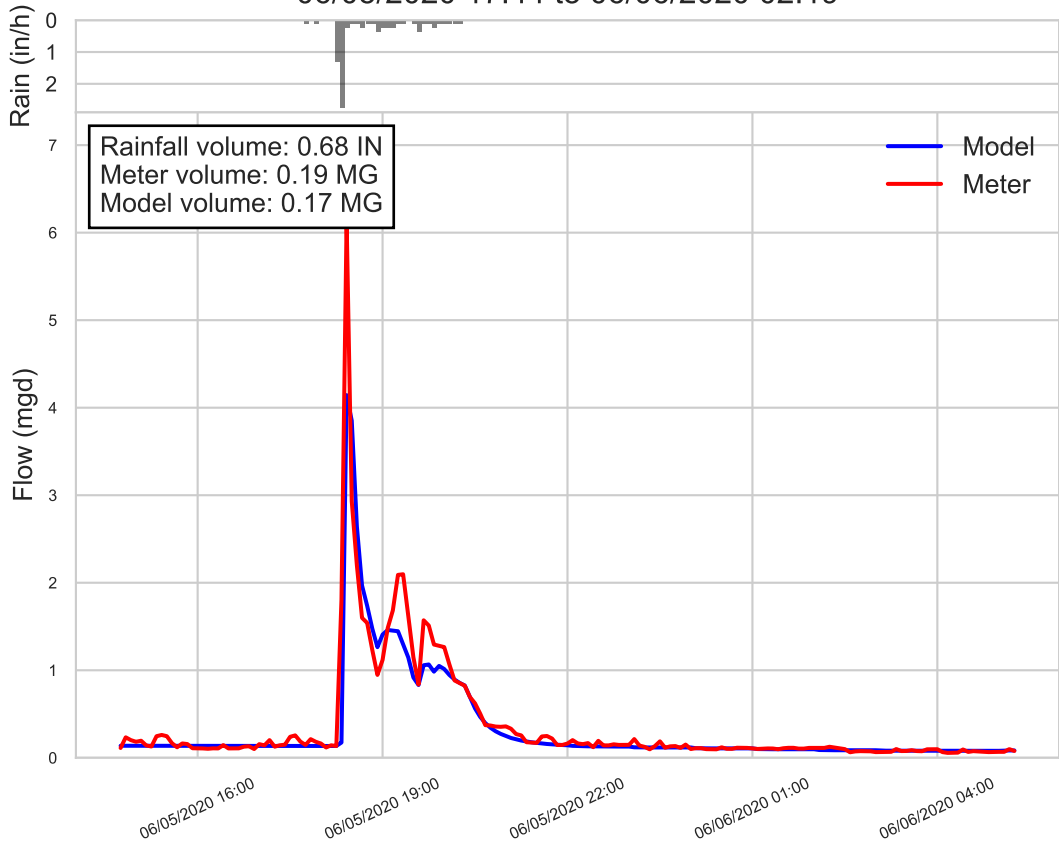 0
1
2
Rain (in/h)
Rainfall volume: 0.68 IN
Meter volume: 0.19 MG
Model volume: 0.17 MG
Model
Meter
7
6
5
4
3
2
1
0
Flow (mgd)
06/05/2020 16:00
06/05/2020 19:00
06/05/2020 22:00
06/06/2020 01:00
06/06/2020 04:00